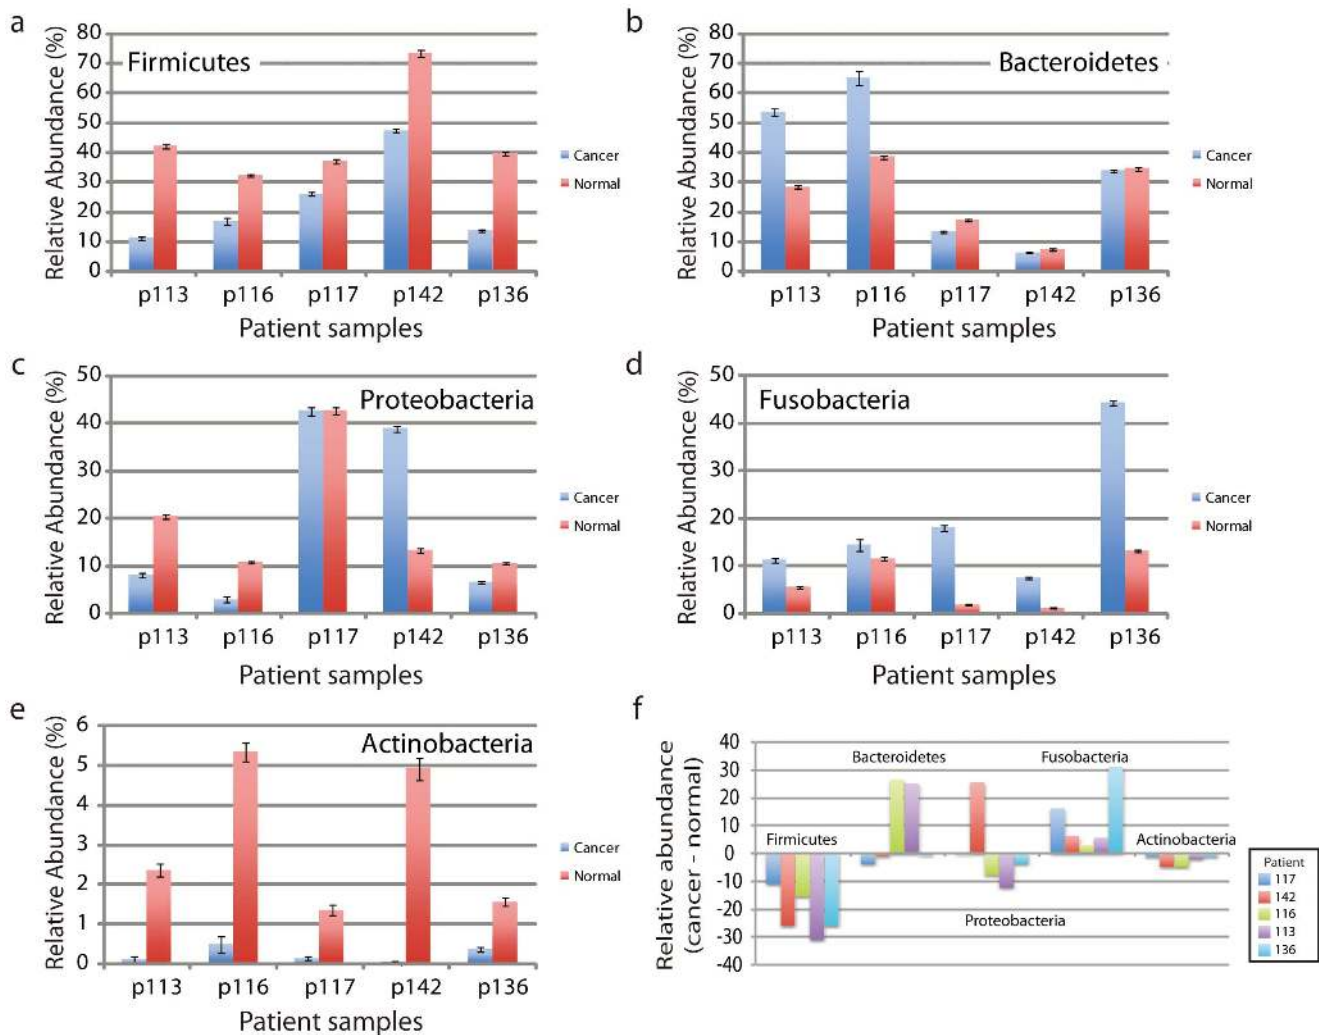 a
Relative Abundance (%)
80
70
60
50
40
30
20
10
0
Firmicutes
Cancer
Normal
p113 p116 p117 p142 p136
Patient samples
b
Relative Abundance (%)
80
70
60
50
40
30
20
10
0
Bacteroidetes
Cancer
Normal
p113 p116 p117 p142 p136
Patient samples
c
Relative Abundance (%)
50
40
30
20
10
0
Proteobacteria
Cancer
Normal
p113 p116 p117 p142 p136
Patient samples
d
Relative Abundance (%)
50
40
30
20
10
0
Fusobacteria
Cancer
Normal
p113 p116 p117 p142 p136
Patient samples
e
Relative Abundance (%)
6
5
4
3
2
1
0
Actinobacteria
Cancer
Normal
p113 p116 p117 p142 p136
Patient samples
f
Relative abundance
(cancer - normal)
40
30
20
10
0
-10
-20
-30
-40
Bacteroidetes Fusobacteria
Firmicutes Actinobacteria
Proteobacteria
Patient
117
142
116
113
136